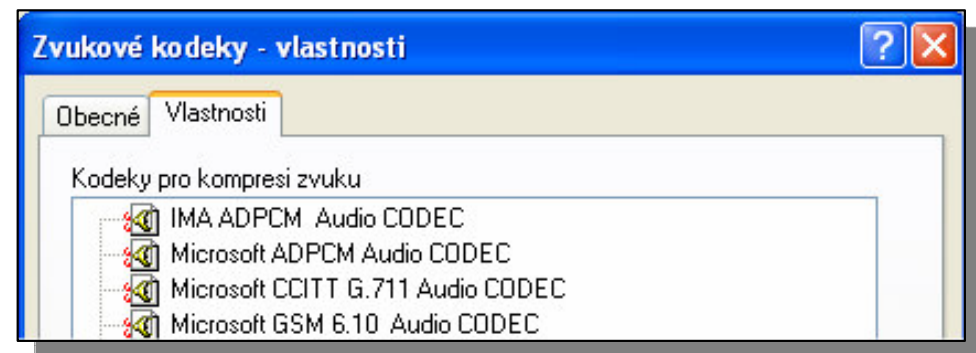 Zvukové kodeky - vlastnosti
Obecné Vlastnosti
Kodeky pro kompresi zvuku
IMA ADPCM Audio CODEC
Microsoft ADPCM Audio CODEC
Microsoft CCITT G.711 Audio CODEC
Microsoft GSM 6.10 Audio CODEC